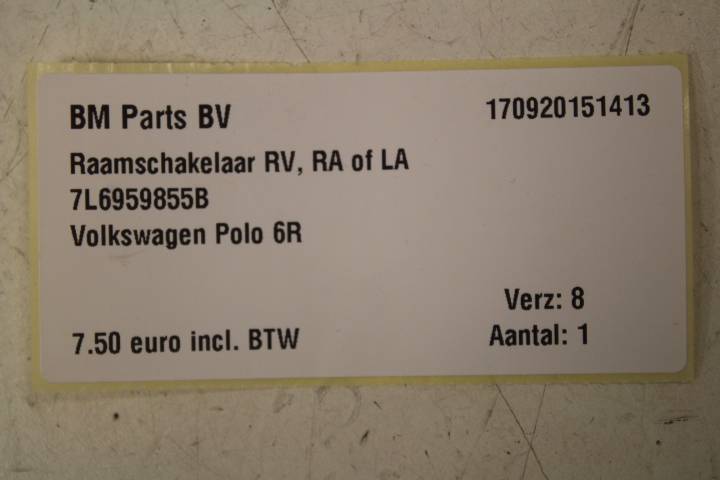 BM Parts BV 170920151413
Raamschakelaar RV, RA of LA
7L6959855B
Volkswagen Polo 6R
Verz: 8
7.50 euro incl. BTW Aantal: 1